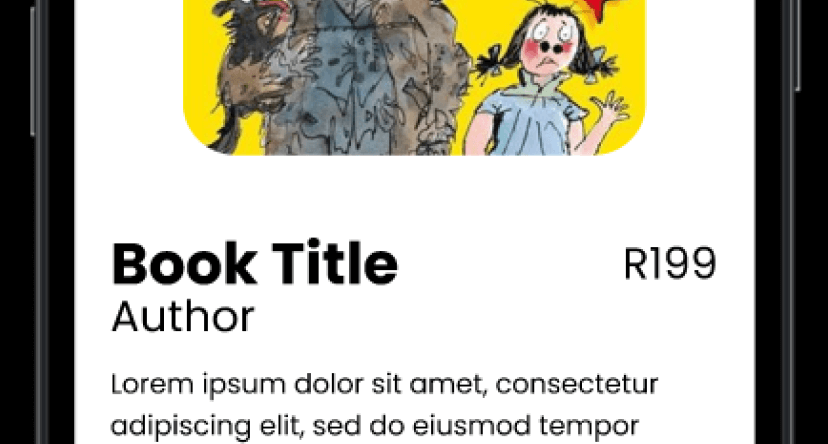 Book Title
R199
Author
Lorem ipsum dolor sit amet, consectetur
adipiscing elit, sed do eiusmod tempor